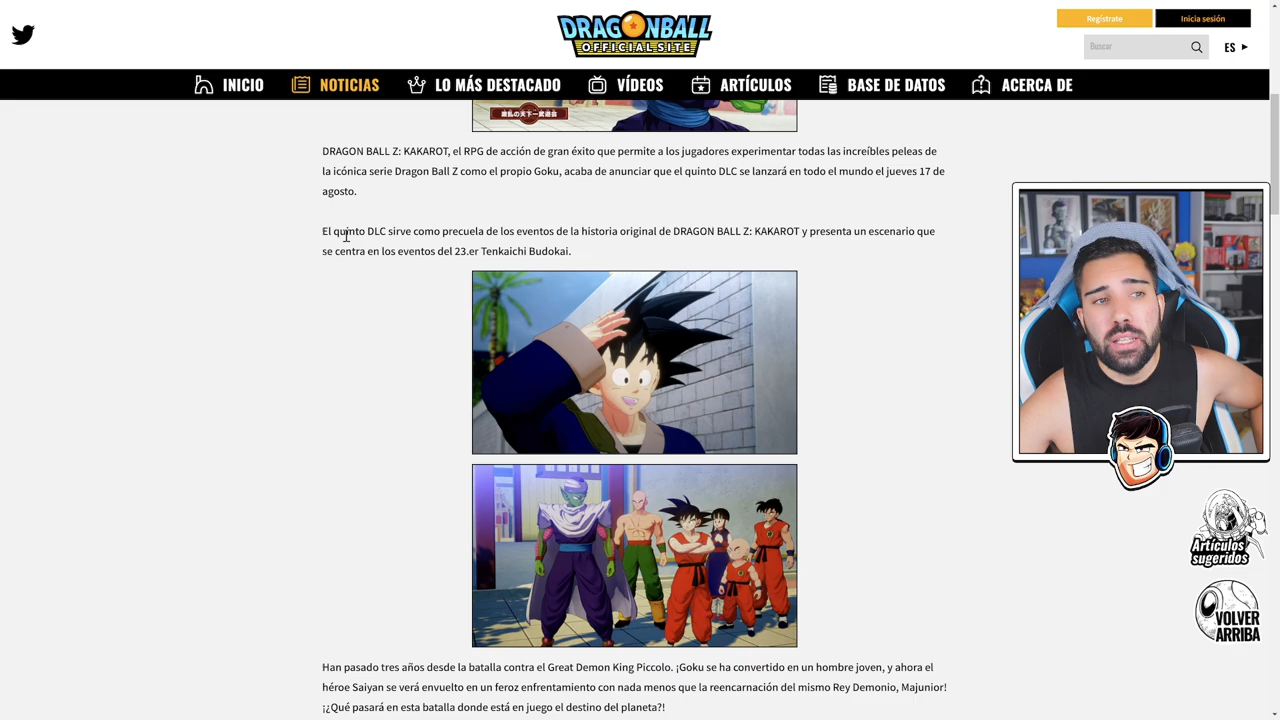 DRAGONBALL
OFFICIAL SITE
Regístrate
Inicia sesión
Buscar
ES
INICIO
NOTICIAS
LO MÁS DESTACADO
VÍDEOS
ARTÍCULOS
BASE DE DATOS
ACERCA DE
DRAGON BALL Z: KAKAROT, el RPG de acción de gran éxito que permite a los jugadores experimentar todas las increíbles peleas de
la icónica serie Dragon Ball Z como el propio Goku, acaba de anunciar que el quinto DLC se lanzará en todo el mundo el jueves 17 de
agosto.
El quinto DLC sirve como precuela de los eventos de la historia original de DRAGON BALL Z: KAKAROT y presenta un escenario que
se centra en los eventos del 23.er Tenkaichi Budokai.
Artículos
sugeridos
VOLVER
ARRIBA
Han pasado tres años desde la batalla contra el Great Demon King Piccolo. ¡Goku se ha convertido en un hombre joven, y ahora el
héroe Saiyan se verá envuelto en un feroz enfrentamiento con nada menos que la reencarnación del mismo Rey Demonio, Majunior!
¡¿Qué pasará en esta batalla donde está en juego el destino del planeta?!